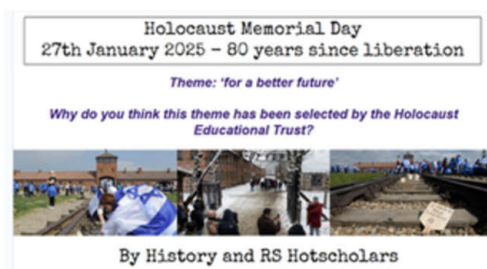 Holocaust Memorial Day
27th January 2025 – 80 years since liberation
Theme: 'for a better future'
Why do you think this theme has been selected by the Holocaust
Educational Trust?
By History and RS Hotscholars